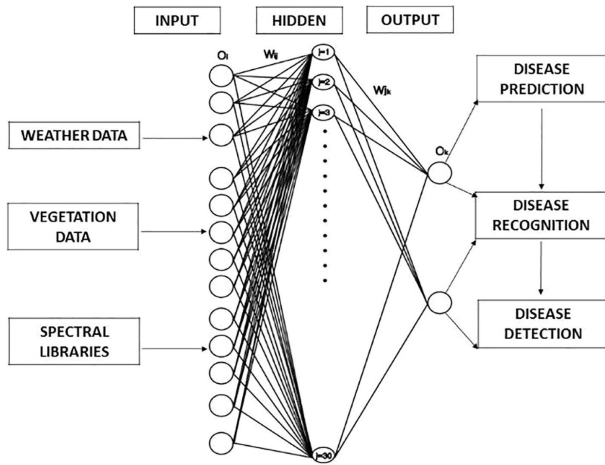 INPUT
HIDDEN
OUTPUT
Oi
Wij
j=1
j=2
j=3
Wjk
Ok
j=30
WEATHER DATA
VEGETATION
DATA
SPECTRAL
LIBRARIES
DISEASE
PREDICTION
DISEASE
RECOGNITION
DISEASE
DETECTION